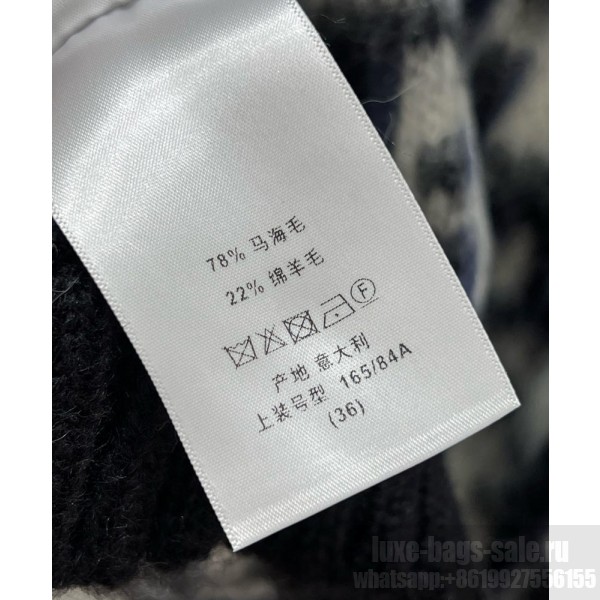 78% 马海毛
22% 绵羊毛
F
产地 意大利
上装号型 165/84A
(36)
luxe-bags-sale.ru
whatsapp:+8619927556155